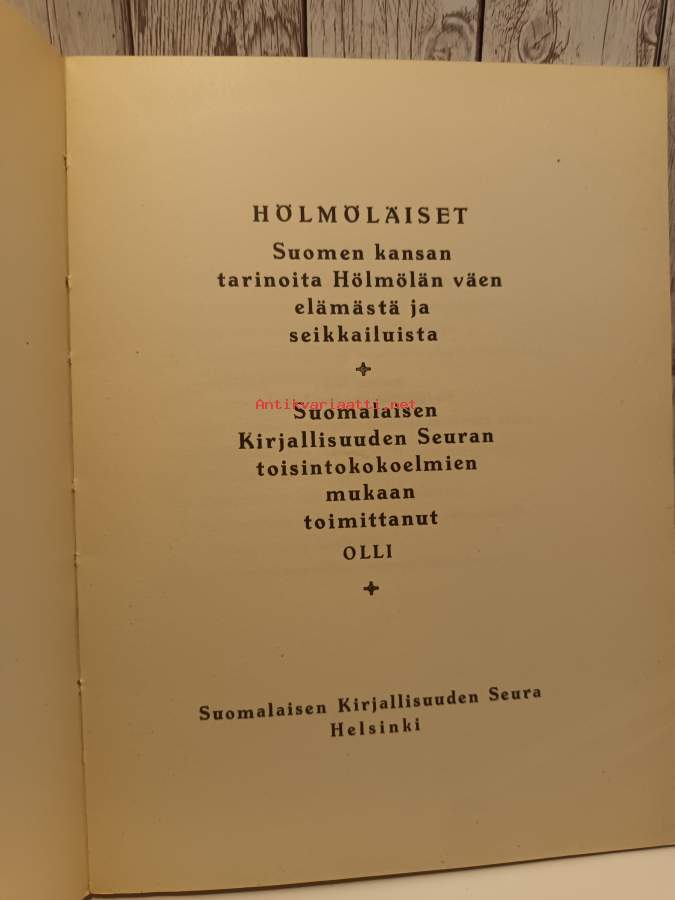 HÖLMÖLÄISET
Suomen kansan
tarinoita Hölmölän väen
elämästä ja
seikkailuista
Antikvariaatti.net
Suomalaisen
Kirjallisuuden Seuran
toisintokokoelmien
mukaan
toimittanut
OLLI
Suomalaisen Kirjallisuuden Seura
Helsinki